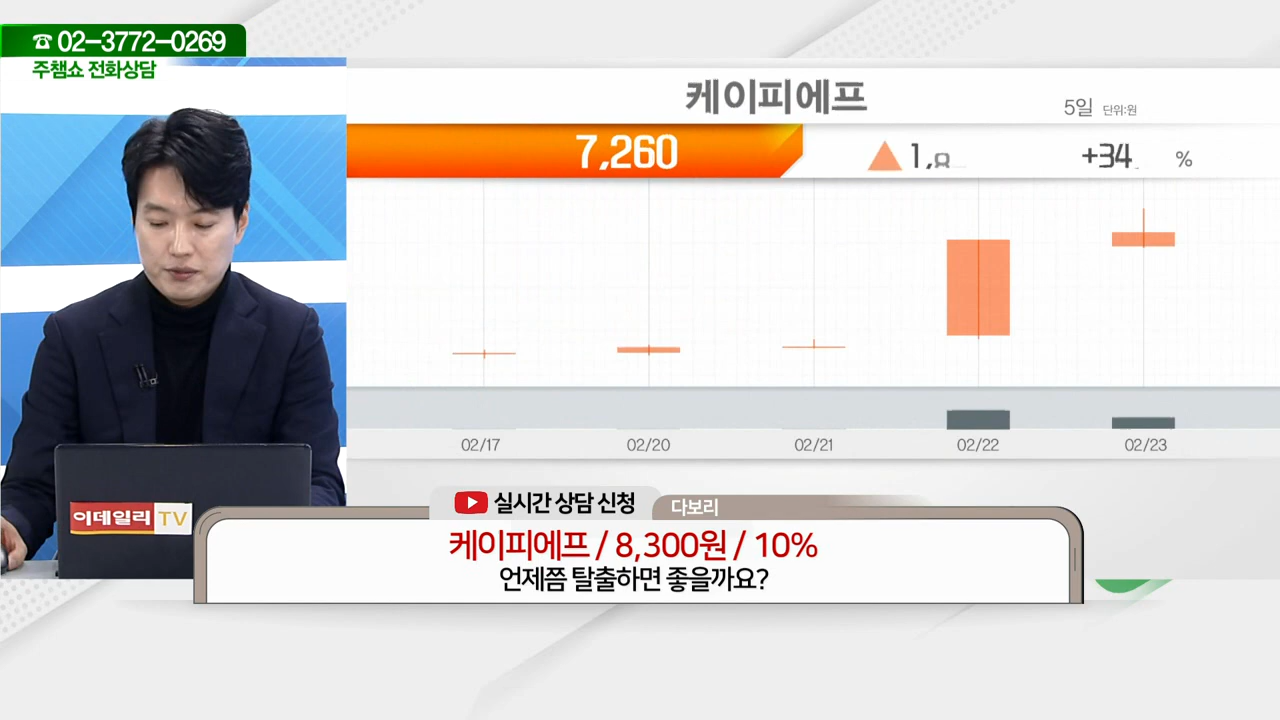 ☎ 02-3772-0269
주챔쇼 전화상담
케이피에프
5일 단위:원
7,260
+34 %
02/17 02/20 02/21 02/22 02/23
이데일리 TV
실시간 상담 신청
다보리
케이피에프 / 8,300원 / 10%
언제쯤 탈출하면 좋을까요?